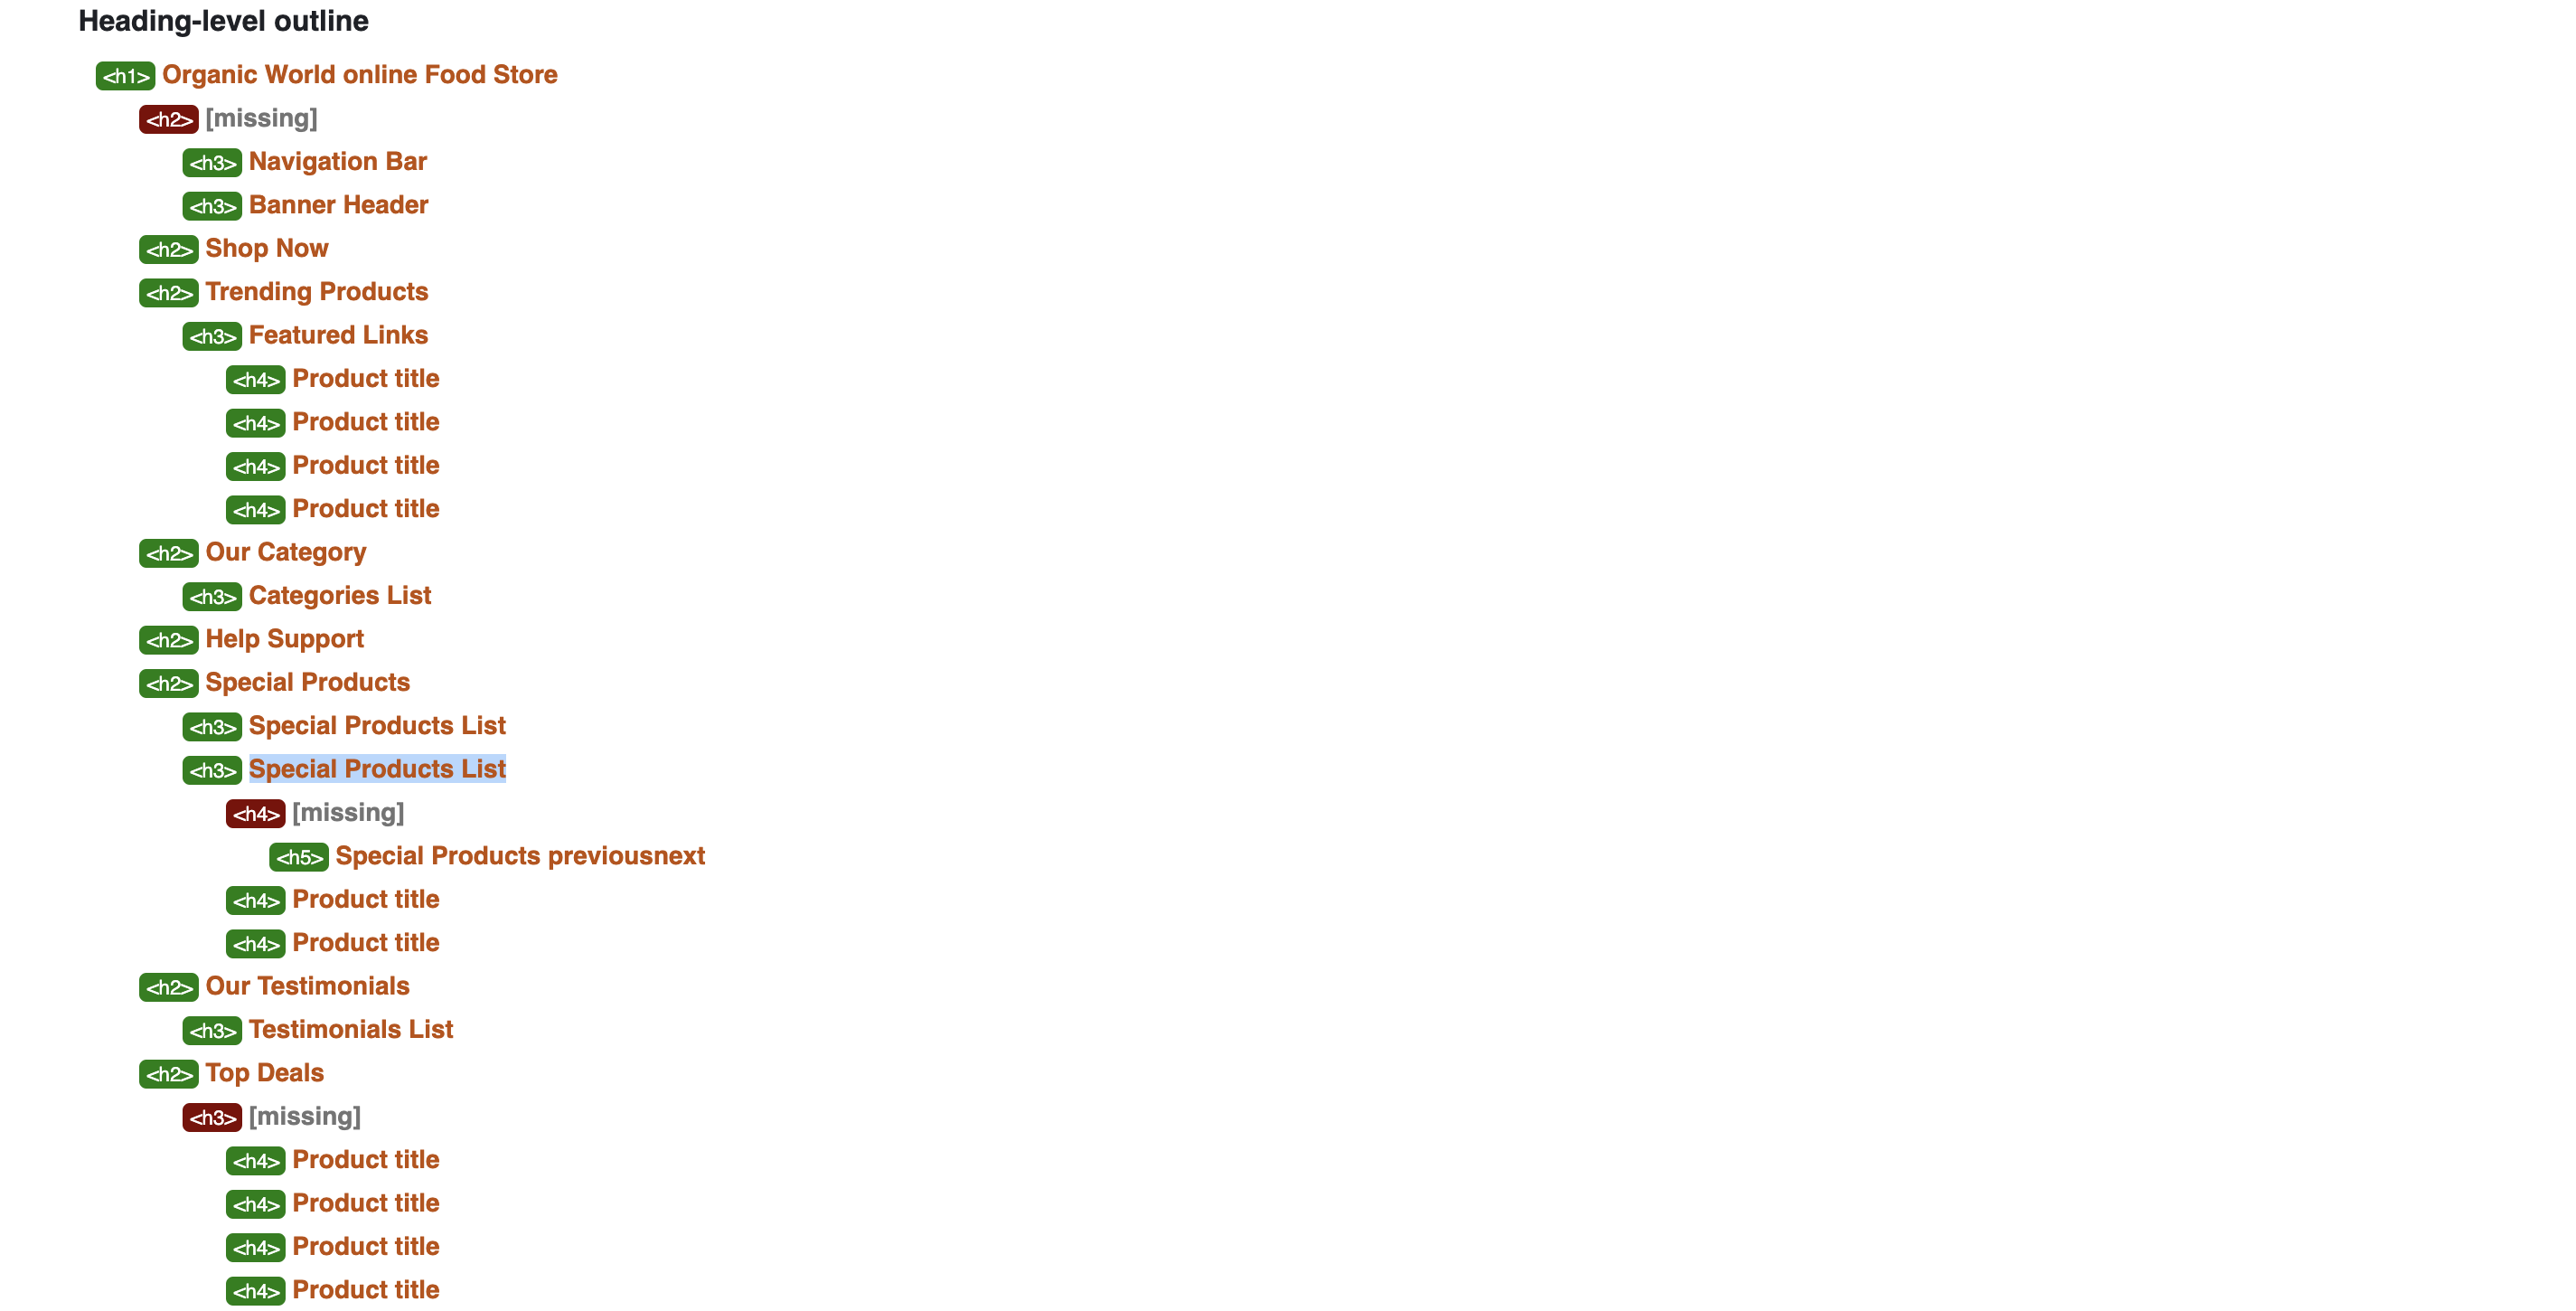 Heading-level outline
<h1> Organic World online Food Store
<h2> [missing]
<h3> Navigation Bar
<h3> Banner Header
<h2> Shop Now
<h2> Trending Products
<h3> Featured Links
<h4> Product title
<h4> Product title
<h4> Product title
<h4> Product title
<h2> Our Category
<h3> Categories List
<h2> Help Support
<h2> Special Products
<h3> Special Products List
<h3> Special Products List
<h4> [missing]
<h5> Special Products previousnext
<h4> Product title
<h4> Product title
<h2> Our Testimonials
<h3> Testimonials List
<h2> Top Deals
<h3> [missing]
<h4> Product title
<h4> Product title
<h4> Product title
<h4> Product title